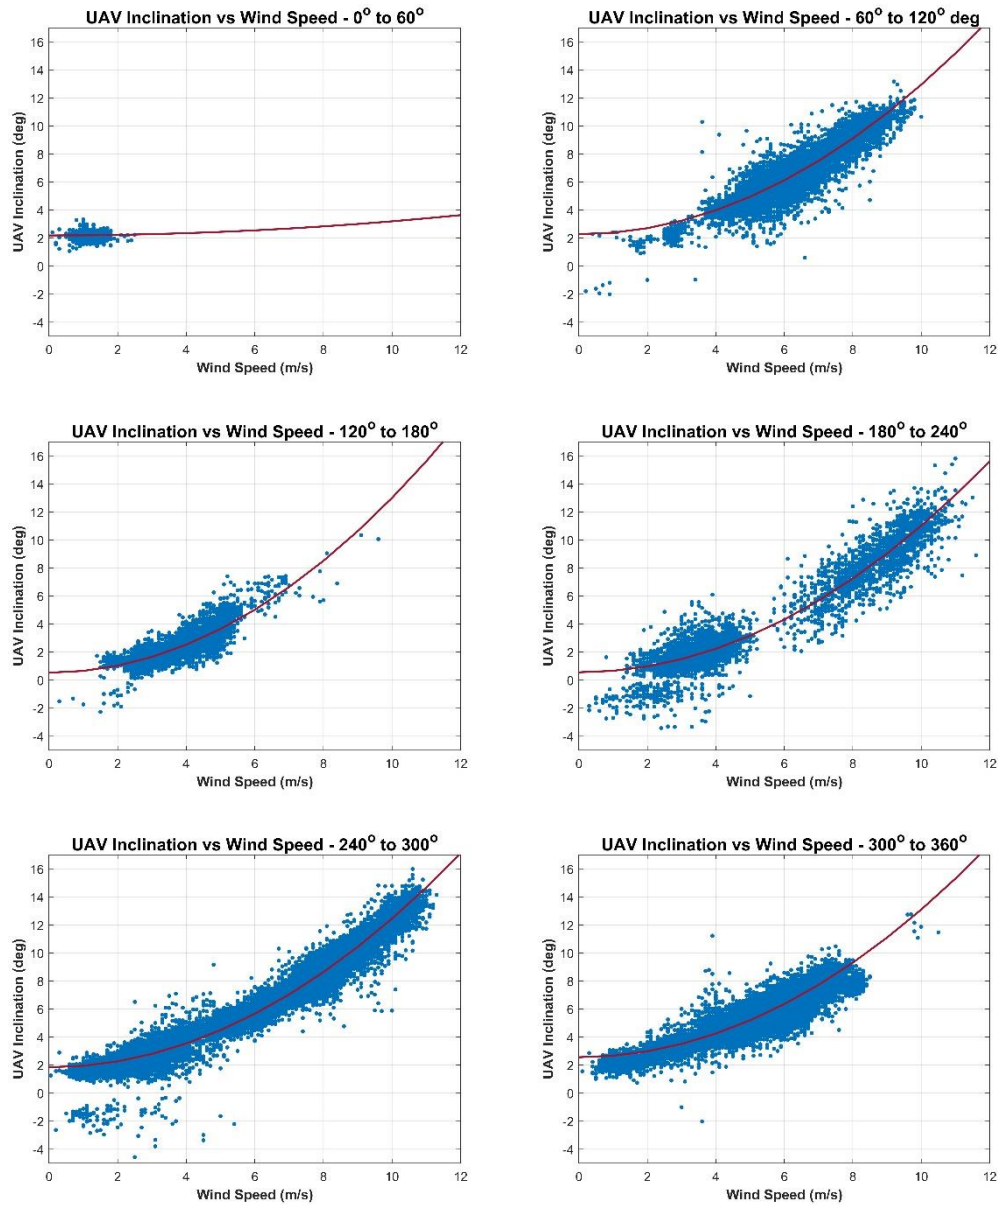 UAV Inclination vs Wind Speed - 0° to 60°
16
14
12
10
8
6
4
2
0
-2
-4
UAV Inclination (deg)
0 2 4 6 8 10 12
Wind Speed (m/s)
UAV Inclination vs Wind Speed - 60° to 120° deg
16
14
12
10
8
6
4
2
0
-2
-4
UAV Inclination (deg)
0 2 4 6 8 10 12
Wind Speed (m/s)
UAV Inclination vs Wind Speed - 120° to 180°
16
14
12
10
8
6
4
2
0
-2
-4
UAV Inclination (deg)
0 2 4 6 8 10 12
Wind Speed (m/s)
UAV Inclination vs Wind Speed - 180° to 240°
16
14
12
10
8
6
4
2
0
-2
-4
UAV Inclination (deg)
0 2 4 6 8 10 12
Wind Speed (m/s)
UAV Inclination vs Wind Speed - 240° to 300°
16
14
12
10
8
6
4
2
0
-2
-4
UAV Inclination (deg)
0 2 4 6 8 10 12
Wind Speed (m/s)
UAV Inclination vs Wind Speed - 300° to 360°
16
14
12
10
8
6
4
2
0
-2
-4
UAV Inclination (deg)
0 2 4 6 8 10 12
Wind Speed (m/s)